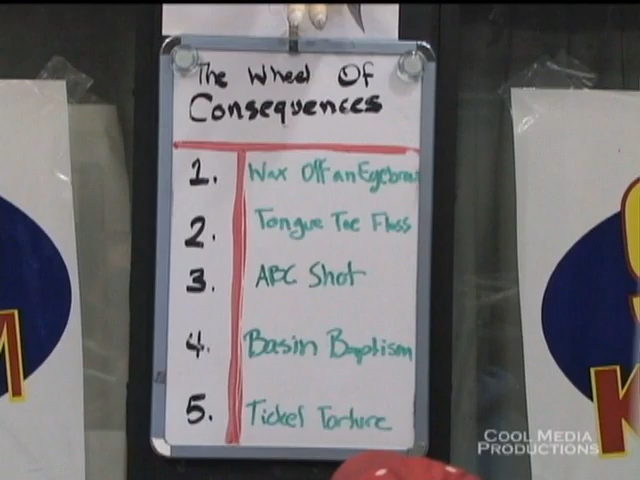 The Wheel Of
Consequences
1. Wax Off an Eyebrow
2. Tongue Toe Floss
3. ABC Shot
4. Basin Baptism
5. Tickel Torture
COOL MEDIA
PRODUCTIONS